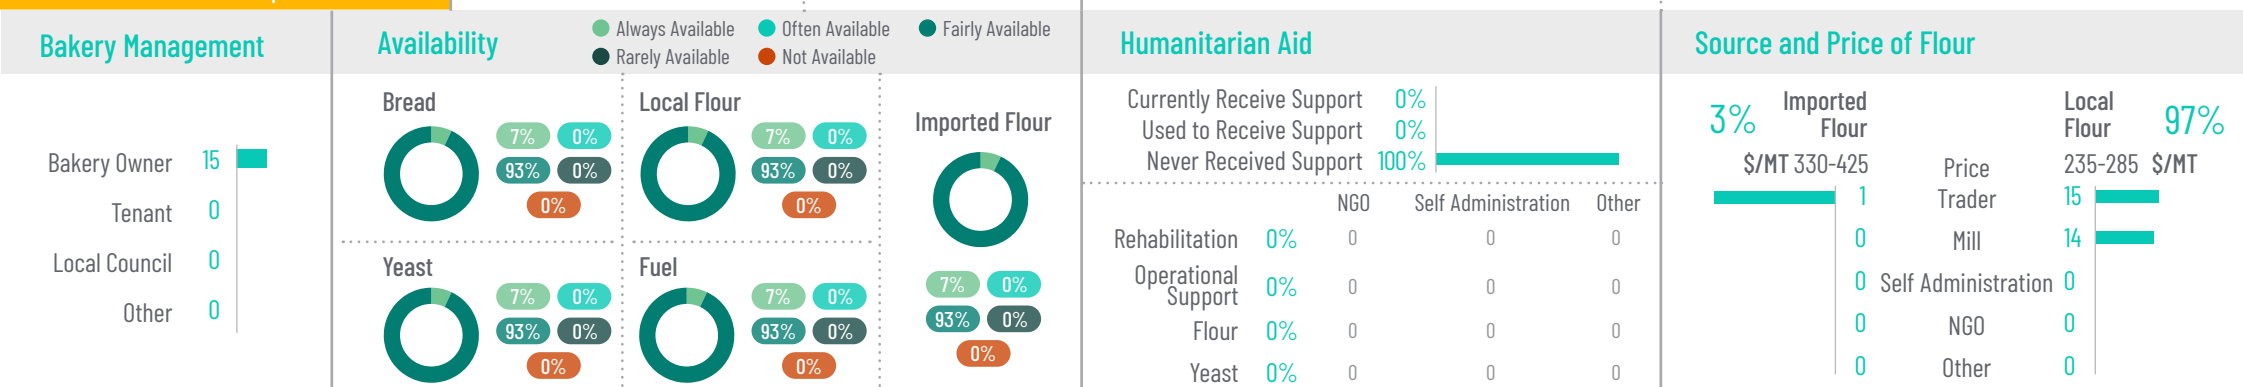 Bakery Management
Bakery Owner 15
Tenant 0
Local Council 0
Other 0
Availability
Always Available Often Available Fairly Available
Rarely Available Not Available
Bread
7% 0%
93% 0%
0%
Local Flour
7% 0%
93% 0%
0%
Imported Flour
7% 0%
93% 0%
0%
Yeast
7% 0%
93% 0%
0%
Fuel
7% 0%
93% 0%
0%
Humanitarian Aid
Currently Receive Support 0%
Used to Receive Support 0%
Never Received Support 100%
NGO Self Administration Other
Rehabilitation 0% 0 0 0
Operational
Support 0% 0 0 0
Flour 0% 0 0 0
Yeast 0% 0 0 0
Source and Price of Flour
3% Imported
Flour
Local
Flour 97%
$/MT 330-425 Price 235-285 $/MT
1 Trader 15
0 Mill 14
0 Self Administration 0
0 NGO 0
0 Other 0